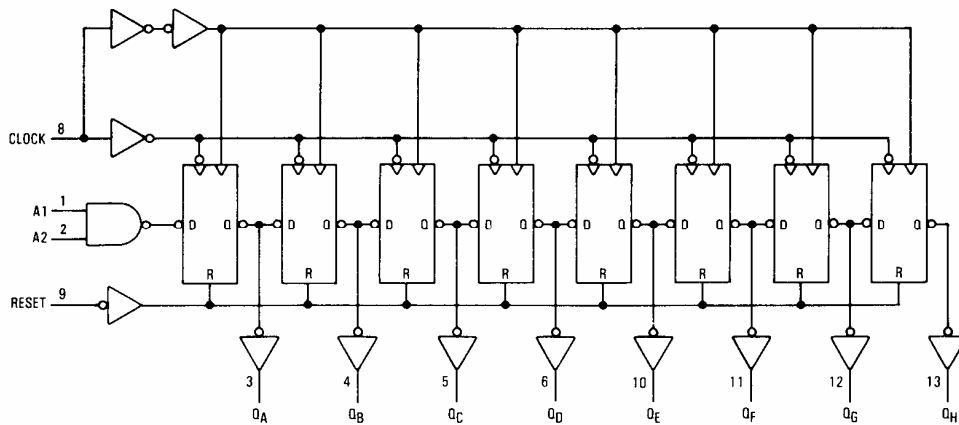 CLOCK 8
A1 1
A2 2
D Q D Q D Q D Q D Q D Q D Q D Q
R R R R R R R R
RESET 9
3 4 5 6 10 11 12 13
QA QB QC QD QE QF QG QH